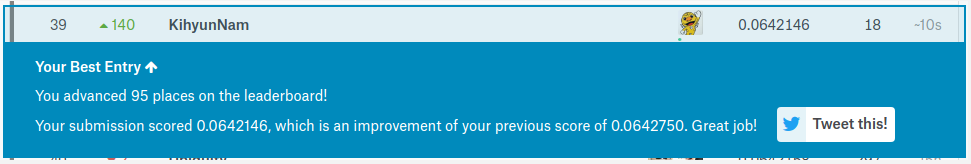 39 140 KihyunNam 0.0642146 18 ~10s
Your Best Entry
You advanced 95 places on the leaderboard!
Your submission scored 0.0642146, which is an improvement of your previous score of 0.0642750. Great job! Tweet this!